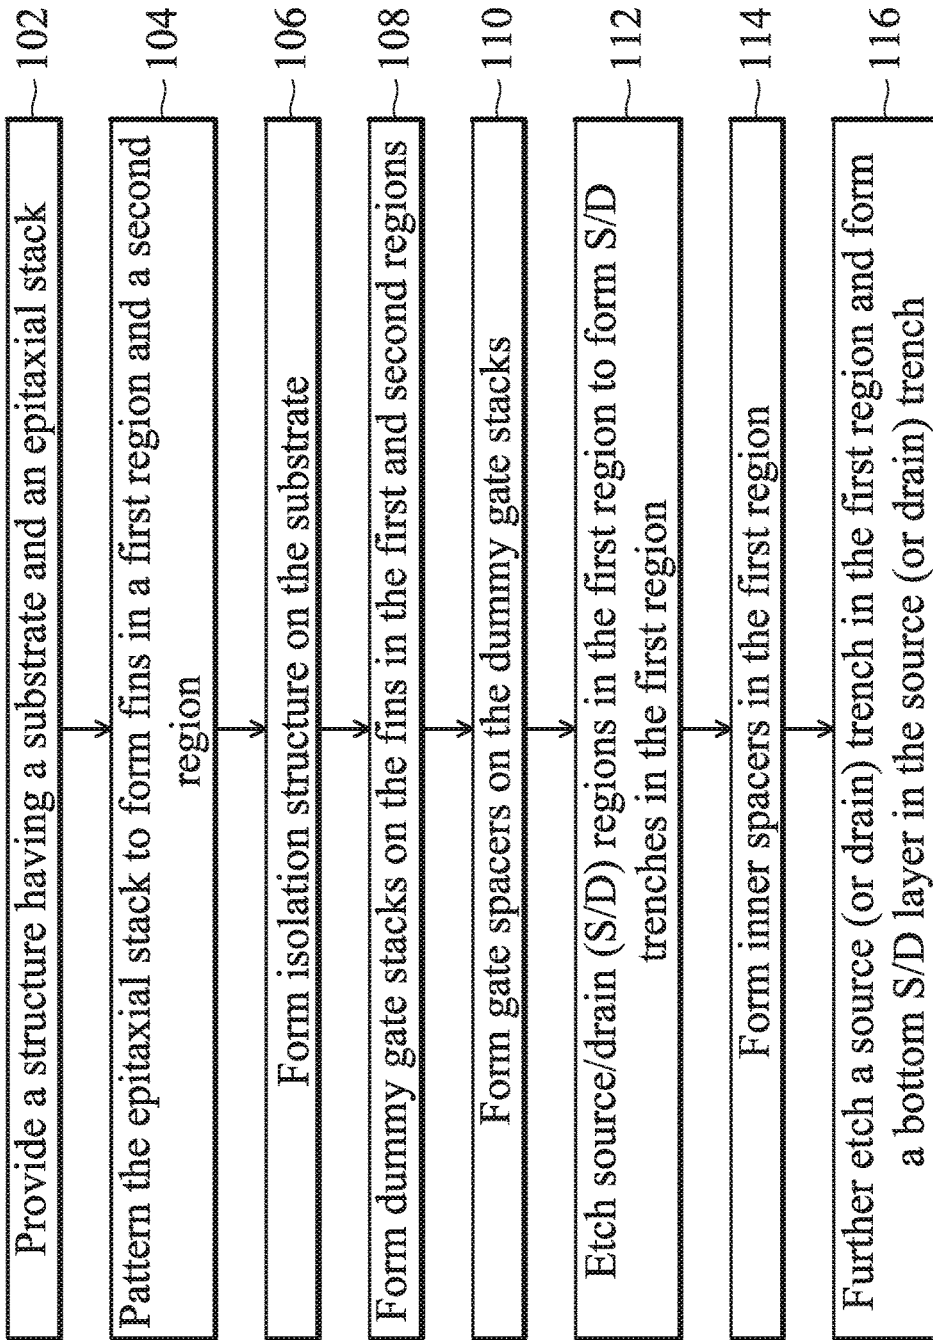 Provide a structure having a substrate and an epitaxial stack
102
Pattern the epitaxial stack to form fins in a first region and a second
region
104
Form isolation structure on the substrate
106
Form dummy gate stacks on the fins in the first and second regions
108
Form gate spacers on the dummy gate stacks
110
Etch source/drain (S/D) regions in the first region to form S/D
trenches in the first region
112
Form inner spacers in the first region
114
Further etch a source (or drain) trench in the first region and form
a bottom S/D layer in the source (or drain) trench
116